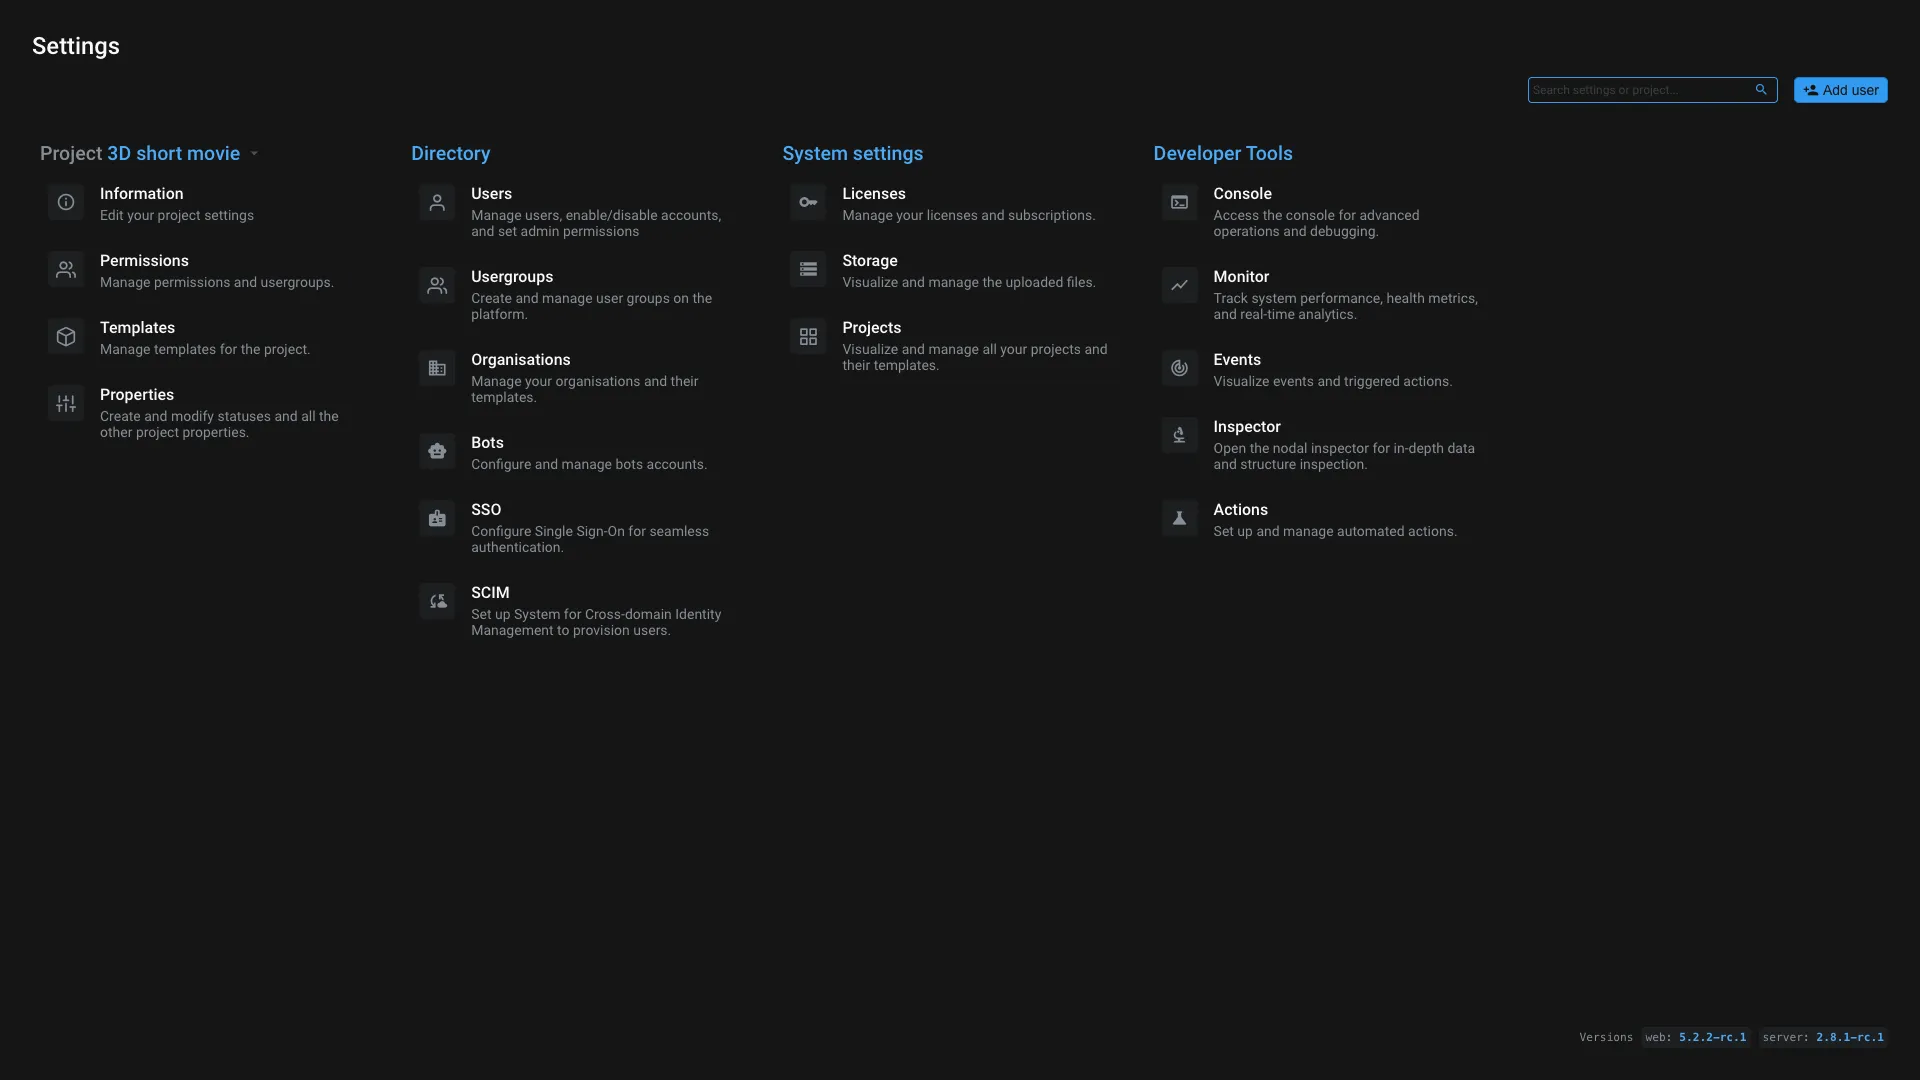 Settings
Search settings or project...
Add user
Project 3D short movie
Information
Edit your project settings
Permissions
Manage permissions and usergroups.
Templates
Manage templates for the project.
Properties
Create and modify statuses and all the
other project properties.
Directory
Users
Manage users, enable/disable accounts,
and set admin permissions
Usergroups
Create and manage user groups on the
platform.
Organisations
Manage your organisations and their
templates.
Bots
Configure and manage bots accounts.
SSO
Configure Single Sign-On for seamless
authentication.
SCIM
Set up System for Cross-domain Identity
Management to provision users.
System settings
Licenses
Manage your licenses and subscriptions.
Storage
Visualize and manage the uploaded files.
Projects
Visualize and manage all your projects and
their templates.
Developer Tools
Console
Access the console for advanced
operations and debugging.
Monitor
Track system performance, health metrics,
and real-time analytics.
Events
Visualize events and triggered actions.
Inspector
Open the nodal inspector for in-depth data
and structure inspection.
Actions
Set up and manage automated actions.
Versions web: 5.2.2-rc.1 server: 2.8.1-rc.1